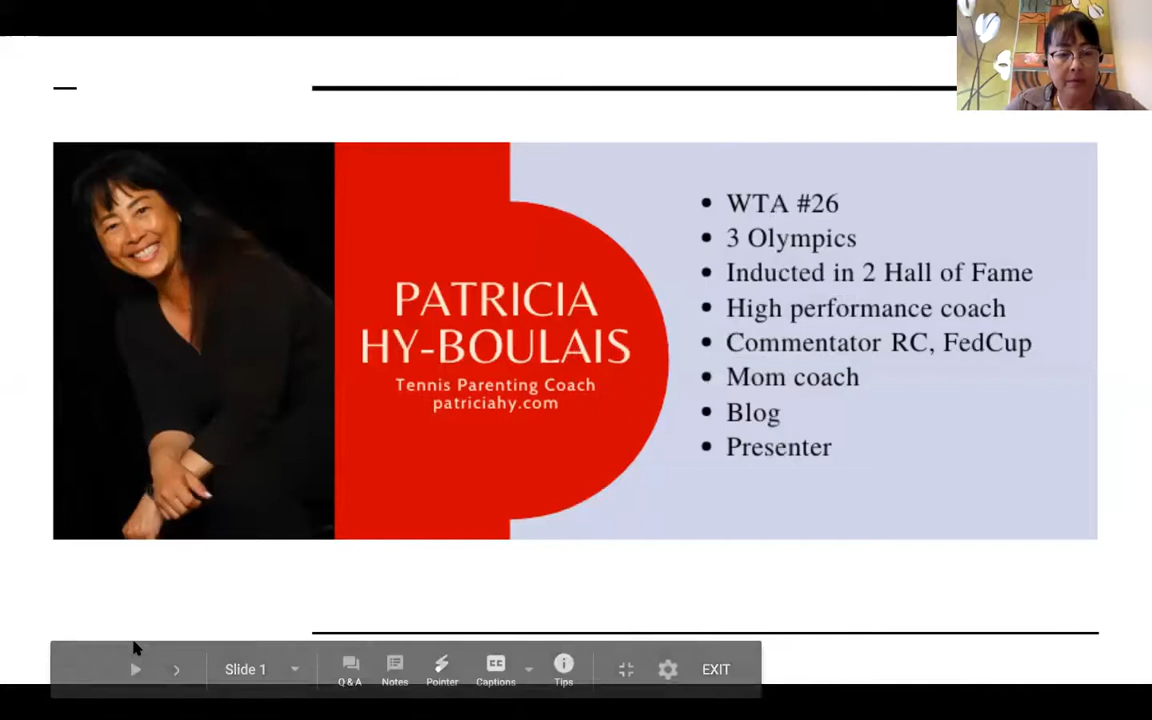 PATRICIA
HY-BOULAIS
Tennis Parenting Coach
patriciahy.com
WTA #26
3 Olympics
Inducted in 2 Hall of Fame
High performance coach
Commentator RC, FedCup
Mom coach
Blog
Presenter
Slide 1
Q & A
Notes
Pointer
CC
Captions
Tips
EXIT